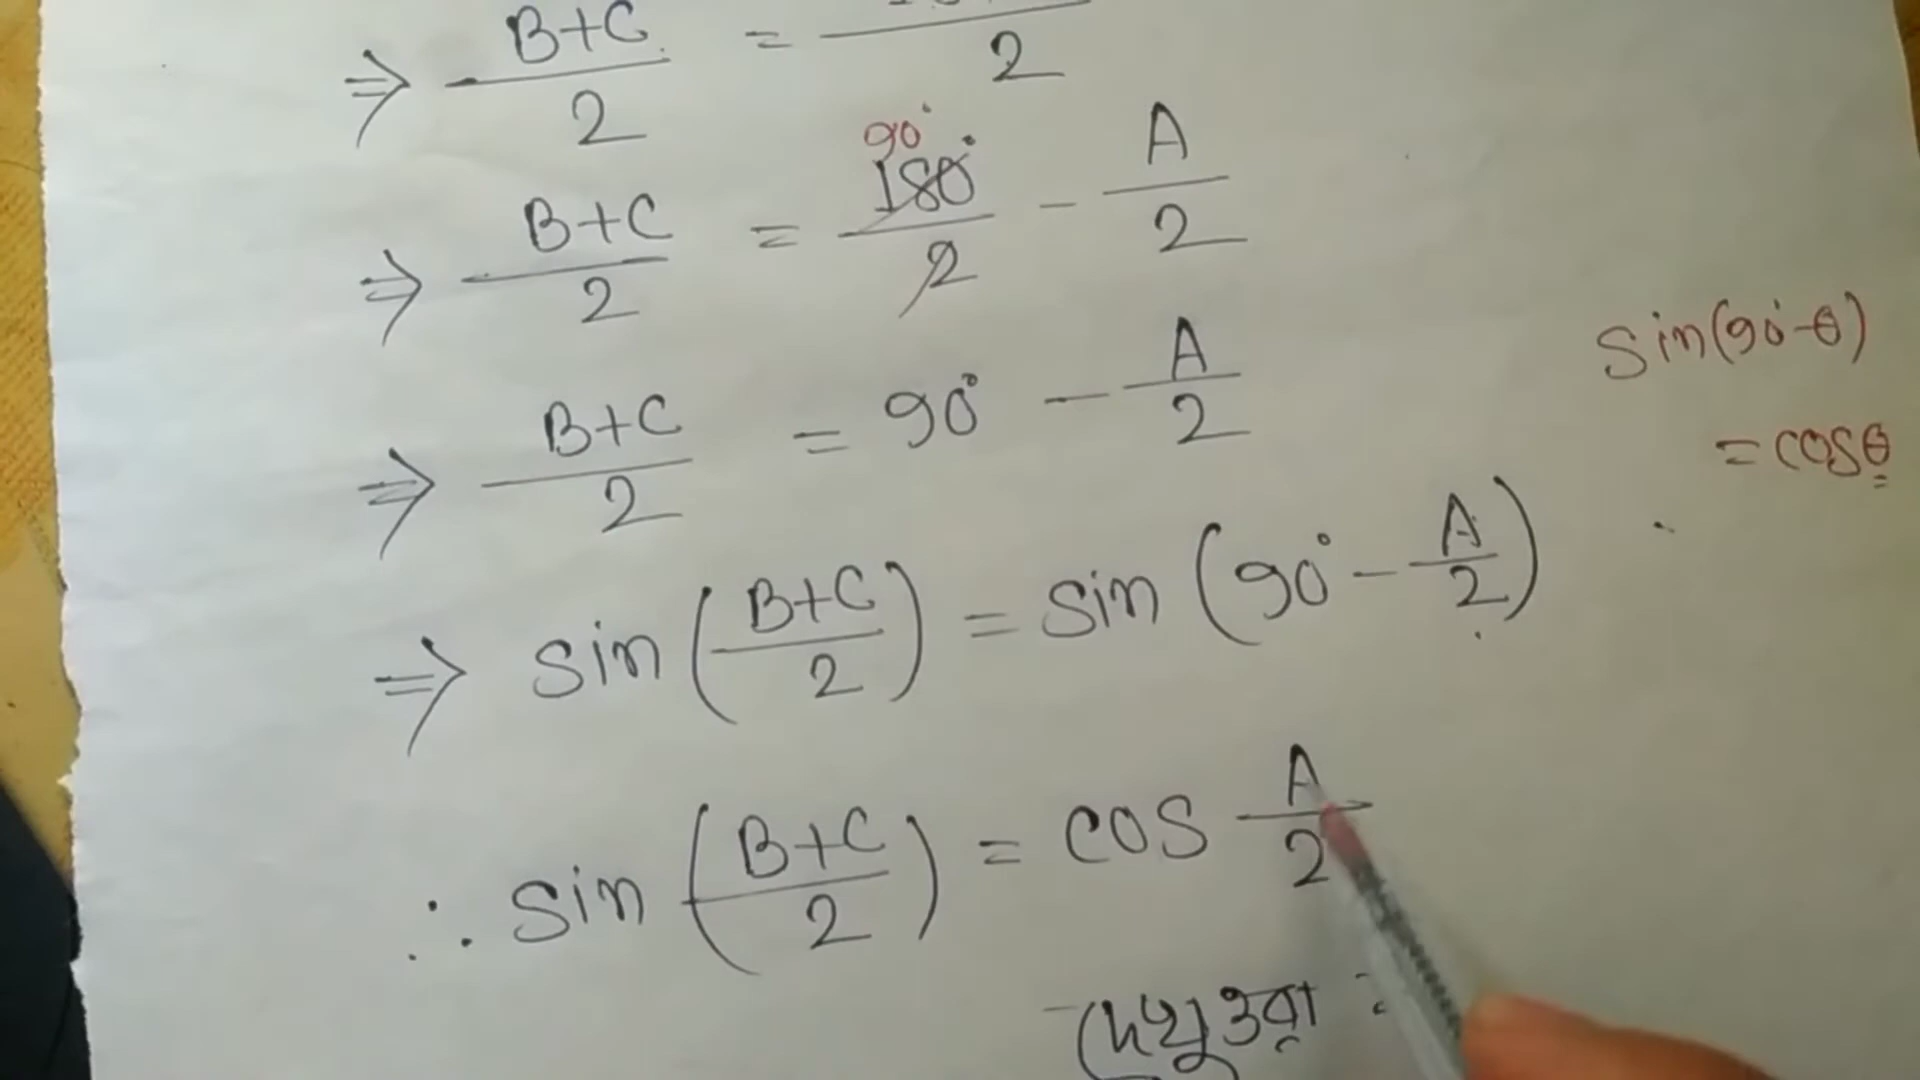 ⇒ B+C/2 = /2
⇒ B+C/2 = 180°/2 - A/2
90°
⇒ B+C/2 = 90° - A/2
Sin(90°-θ)
= cosθ
⇒ sin(B+C/2) = sin(90° - A/2)
∴ sin(B+C/2) = cos A/2